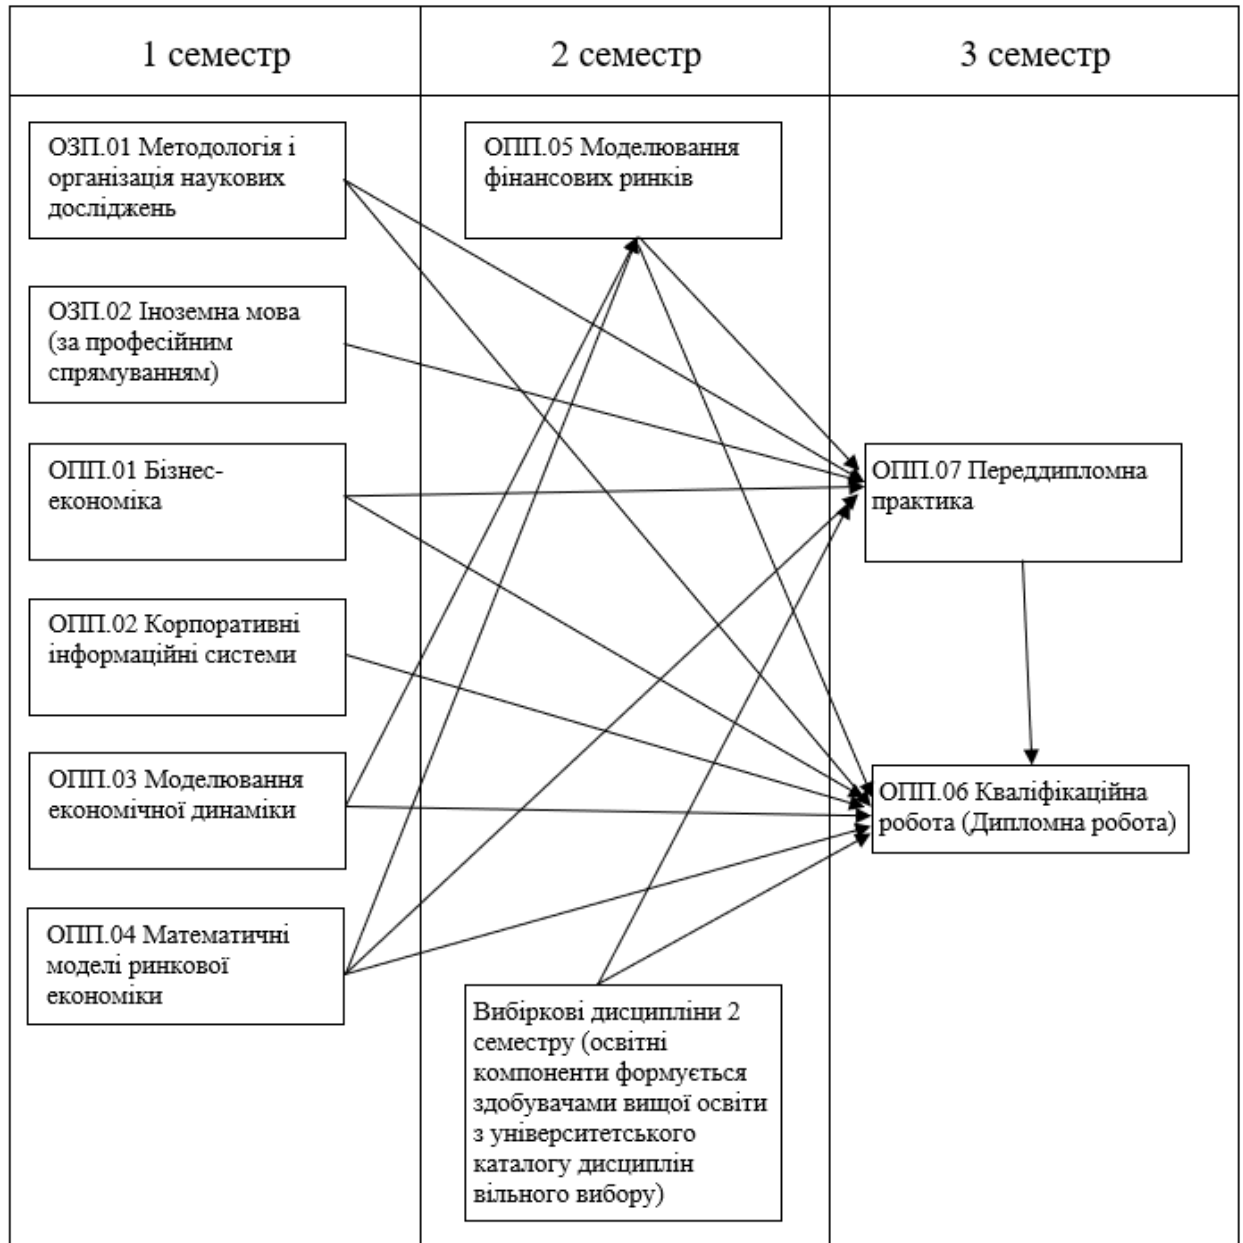 1 семестр
2 семестр
3 семестр
ОЗП.01 Методологія і
організація наукових
досліджень
ОЗП.02 Іноземна мова
(за професійним
спрямуванням)
ОПП.01 Бізнес-
економіка
ОПП.02 Корпоративні
інформаційні системи
ОПП.03 Моделювання
економічної динаміки
ОПП.04 Математичні
моделі ринкової
економіки
ОПП.05 Моделювання
фінансових ринків
Вибіркові дисципліни 2
семестру (освітні
компоненти формується
здобувачами вищої освіти
з університетського
каталогу дисциплін
вільного вибору)
ОПП.07 Переддипломна
практика
ОПП.06 Кваліфікаційна
робота (Дипломна робота)